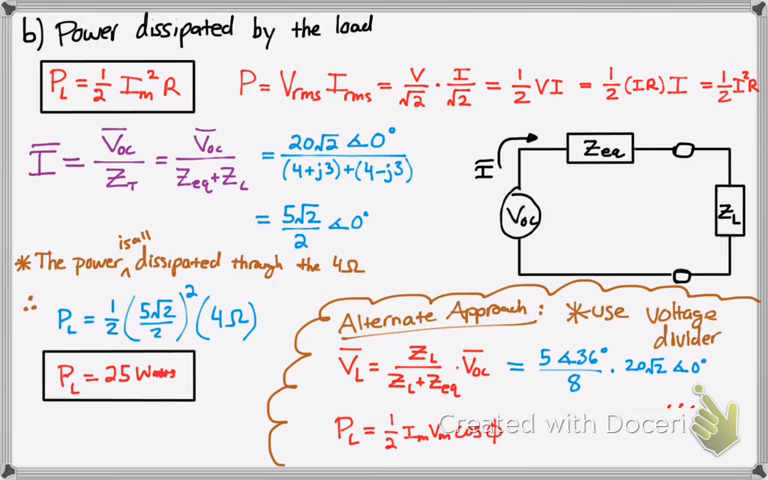 b) Power dissipated by the load
P_L = 1/2 I_m² R
P = V_rms I_rms = V/√2 · I/√2 = 1/2 VI = 1/2 (IR) I = 1/2 I²R
Ī = V̄oc/Z_T = V̄oc/(Zeq+Z_L) = 20√2 ∡0°/((4+j3)+(4-j3))
= 5√2/2 ∡0°
Ī
Zeq
Voc
Z_L
* The power is all dissipated through the 4Ω
∴ P_L = 1/2 (5√2/2)² (4Ω)
P_L = 25 Watts
Alternate Approach: *use voltage divider
V̄_L = Z_L/(Z_L+Zeq) · V̄oc = 5∡36°/8 · 20√2 ∡0°
...
P_L = 1/2 I_m V_m cos ϕ
Created with Doceri